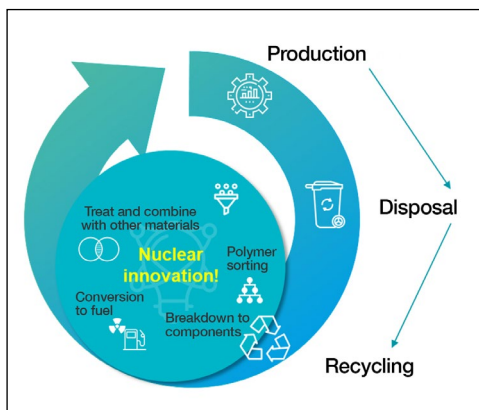 Production
Disposal
Recycling
Treat and combine
with other materials
Nuclear
innovation!
Polymer
sorting
Conversion
to fuel
Breakdown to
components